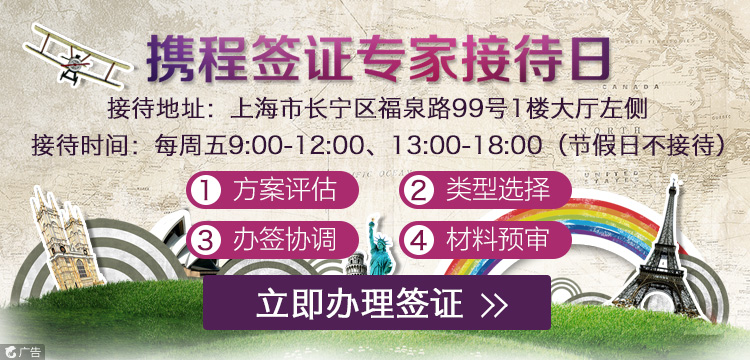 携程签证专家接待日
接待地址：上海市长宁区福泉路99号1楼大厅左侧
接待时间：每周五9:00-12:00、13:00-18:00（节假日不接待）
1 方案评估
2 类型选择
3 办签协调
4 材料预审
立即办理签证 >>
广告
CANADA
NORTH
UNITED
STATES